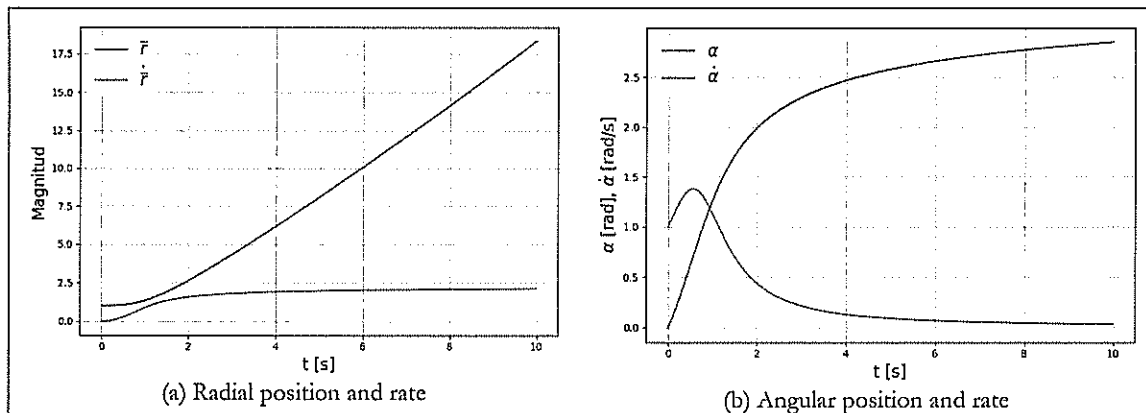 r̄
r̄̇
17.5
15.0
12.5
10.0
7.5
5.0
2.5
0.0
Magnitud
0 2 4 6 8 10
t [s]
(a) Radial position and rate
α
α̇
2.5
2.0
1.5
1.0
0.5
0.0
α [rad], α̇ [rad/s]
0 2 4 6 8 10
t [s]
(b) Angular position and rate